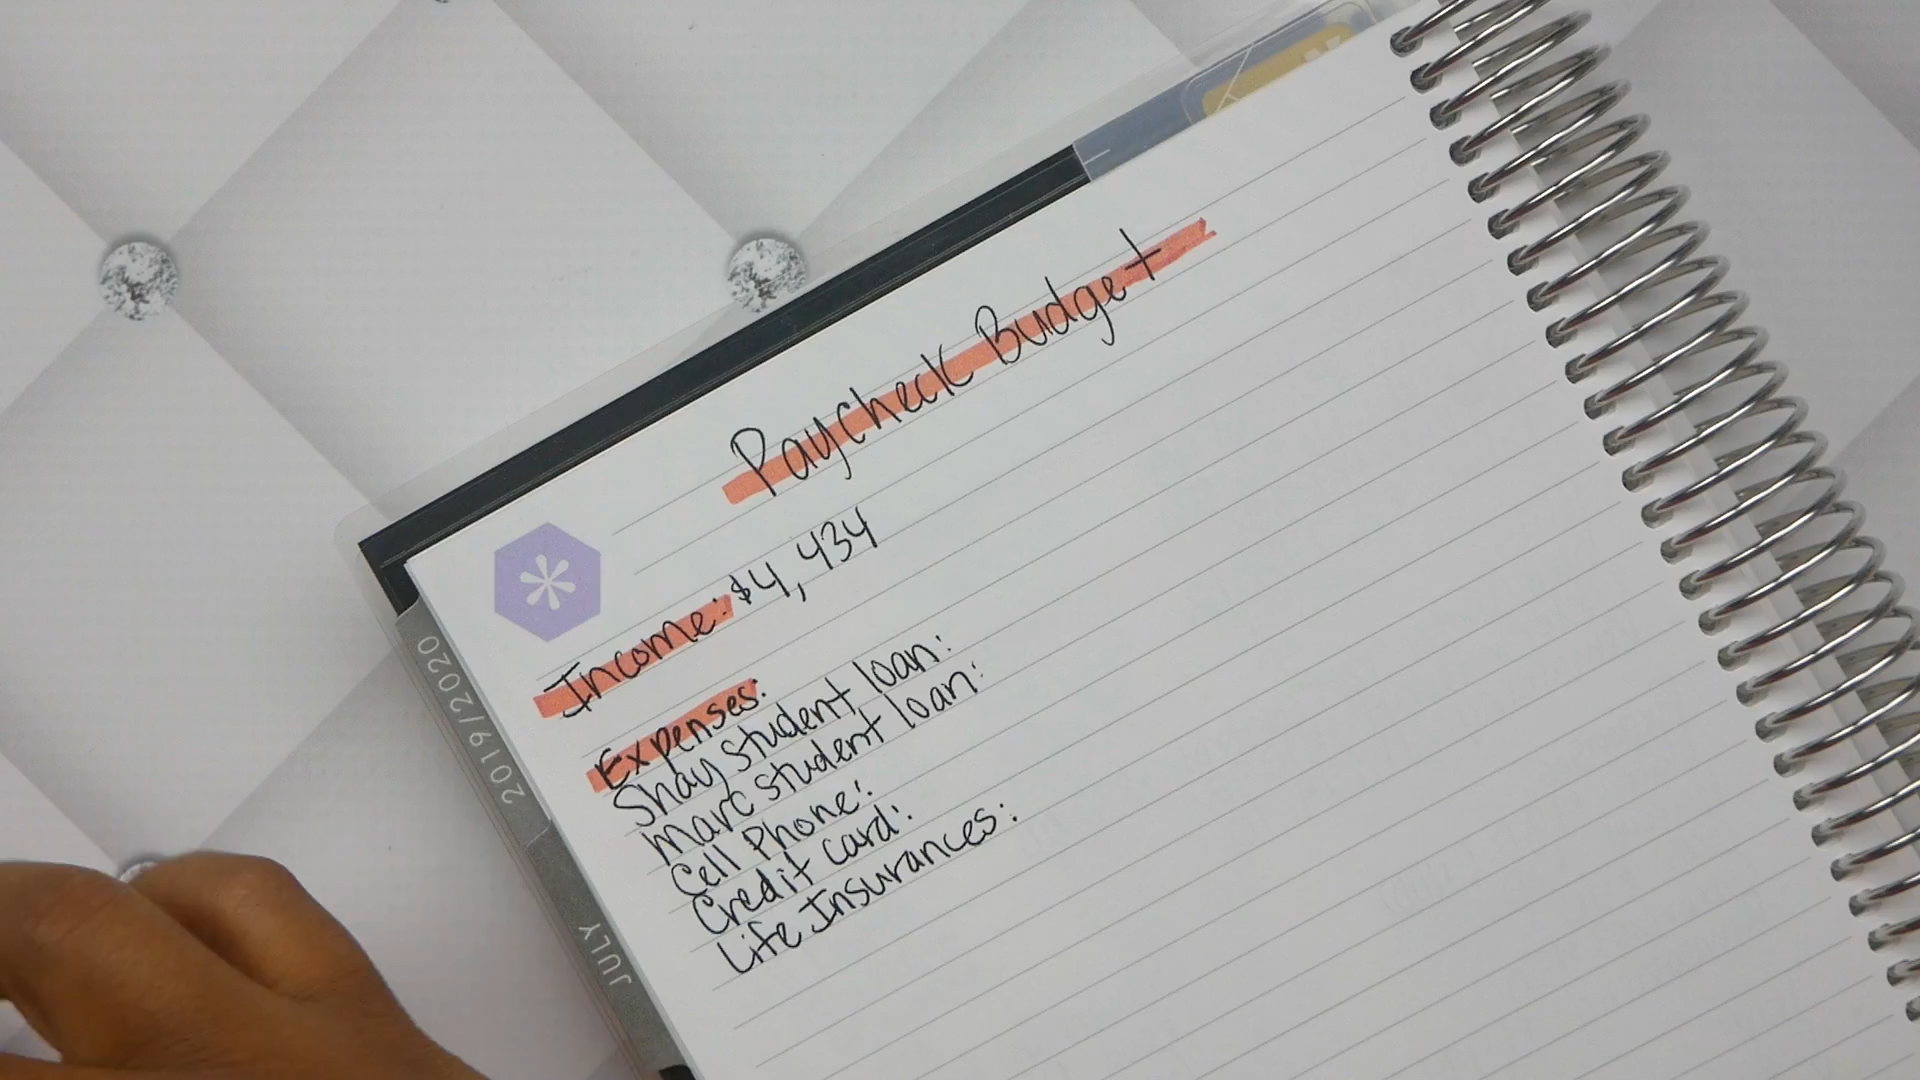 Paycheck Budget
Income: $4,434
Expenses:
Shay Student loan:
Marc student loan:
Cell Phone:
Credit card:
Life Insurances:
2019/2020
JULY